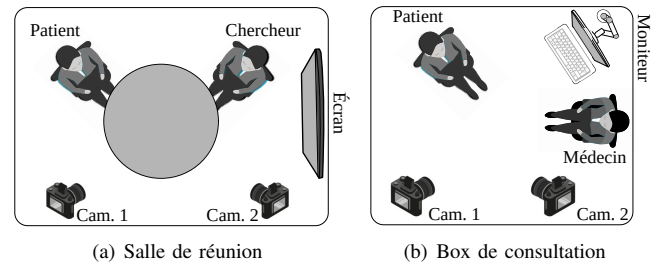 Patient
Chercheur
Écran
Cam. 1
Cam. 2
(a) Salle de réunion
Patient
Moniteur
Médecin
Cam. 1
Cam. 2
(b) Box de consultation